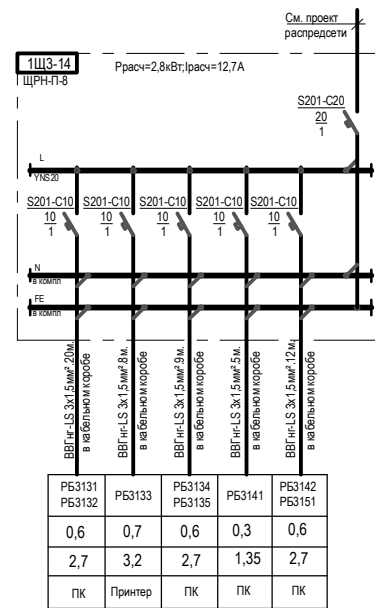 См. проект
распредсети
1ЩЗ-14
Ррасч=2,8кВт;Iрасч=12,7А
ЩРН-П-8
S201-C20
20
1
L
YNS20
S201-C10 S201-C10 S201-C10 S201-C10 S201-C10
10 10 10 10 10
1 1 1 1 1
N
в компл
FE
в компл
ВВГнг-LS 3х1,5мм².20м.
в кабельном коробе
ВВГнг-LS 3х1,5мм².8м.
в кабельном коробе
ВВГнг-LS 3х1,5мм².9м.
в кабельном коробе
ВВГнг-LS 3х1,5мм².5м.
в кабельном коробе
ВВГнг-LS 3х1,5мм².12м.
в кабельном коробе
РБ3131 РБ3133 РБ3134 РБ3141 РБ3142
РБ3132 РБ3135 РБ3151
0,6 0,7 0,6 0,3 0,6
2,7 3,2 2,7 1,35 2,7
ПК Принтер ПК ПК ПК